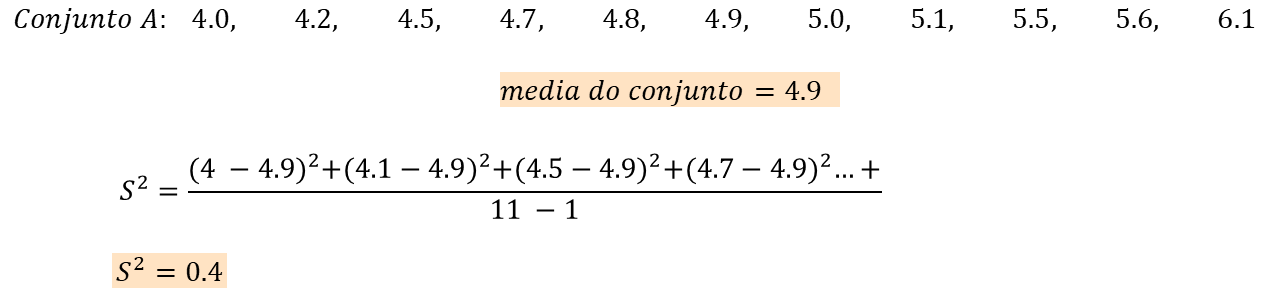 Conjunto A: 4.0, 4.2, 4.5, 4.7, 4.8, 4.9, 5.0, 5.1, 5.5, 5.6, 6.1
media do conjunto = 4.9
S² = (4 − 4.9)²+(4.1 − 4.9)²+(4.5 − 4.9)²+(4.7 − 4.9)²… + / 11 − 1
S² = 0.4